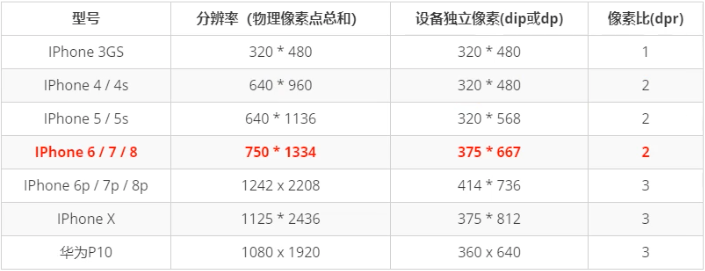 型号 分辨率（物理像素点总和） 设备独立像素(dip或dp) 像素比(dpr)
IPhone 3GS 320 * 480 320 * 480 1
IPhone 4 / 4s 640 * 960 320 * 480 2
IPhone 5 / 5s 640 * 1136 320 * 568 2
IPhone 6 / 7 / 8 750 * 1334 375 * 667 2
IPhone 6p / 7p / 8p 1242 x 2208 414 * 736 3
IPhone X 1125 * 2436 375 * 812 3
华为P10 1080 x 1920 360 x 640 3